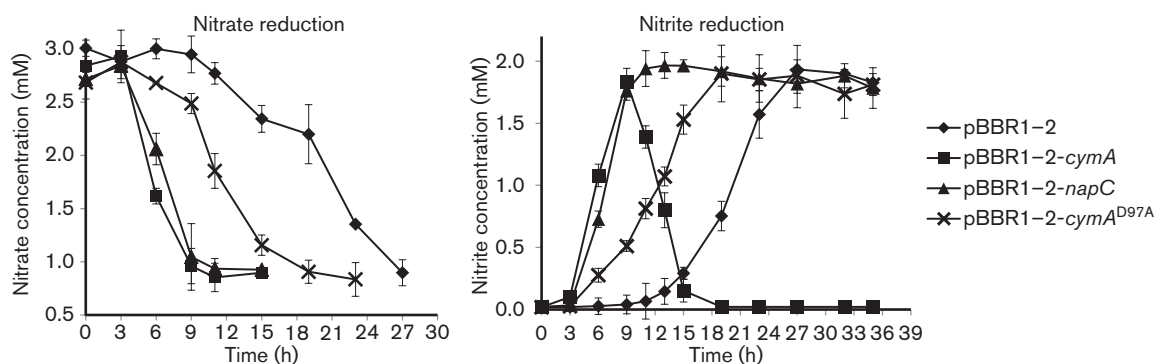 Nitrate reduction
Nitrate concentration (mM)
3.0
2.5
2.0
1.5
1.0
0.5
0 3 6 9 12 15 18 21 24 27 30
Time (h)
Nitrite reduction
Nitrite concentration (mM)
2.0
1.5
1.0
0.5
0.0
0 3 6 9 12 15 18 21 24 27 30 33 36 39
Time (h)
pBBR1–2
pBBR1–2-cymA
pBBR1–2-napC
pBBR1–2-cymA^D97A